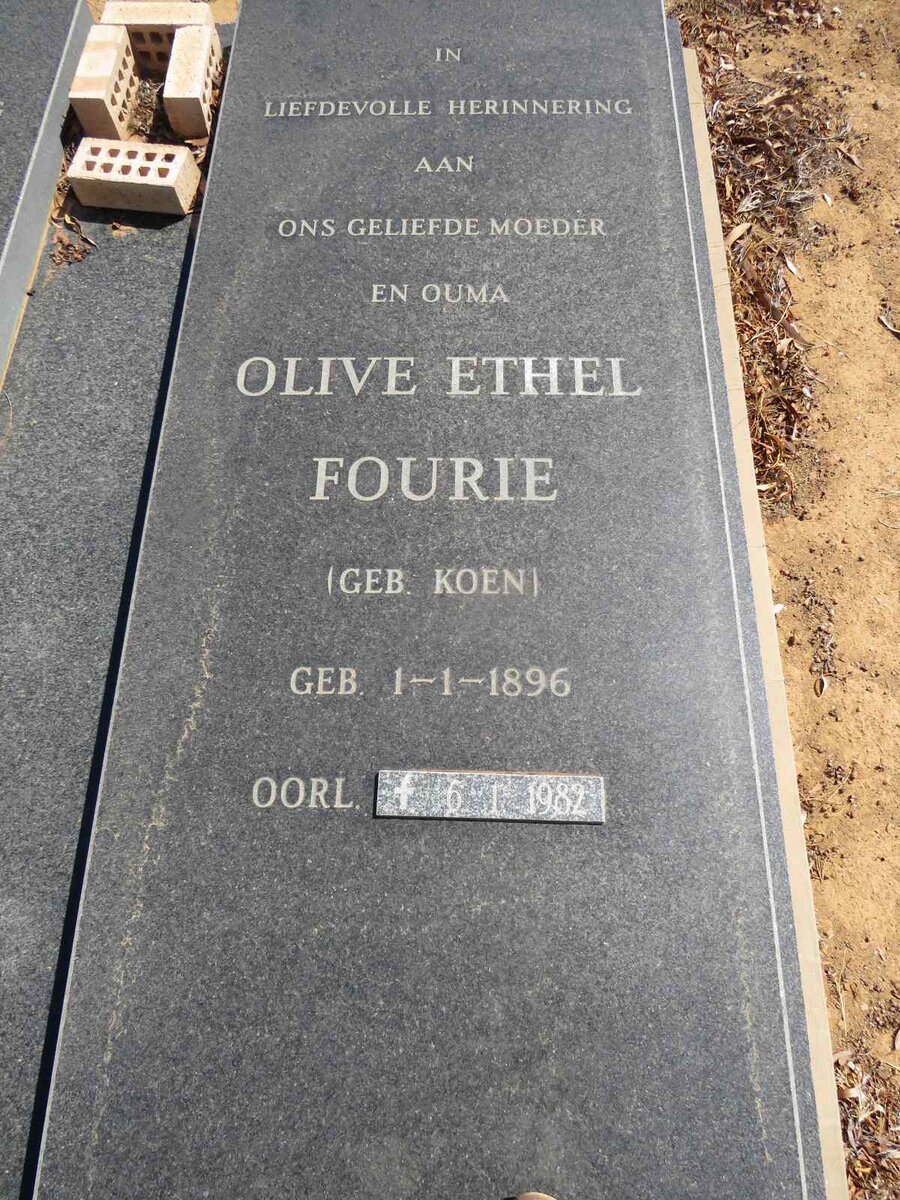 IN
LIEFDEVOLLE HERINNERING
AAN
ONS GELIEFDE MOEDER
EN OUMA
OLIVE ETHEL
FOURIE
(GEB. KOEN)
GEB. 1-1-1896
OORL. † 6 1 1982